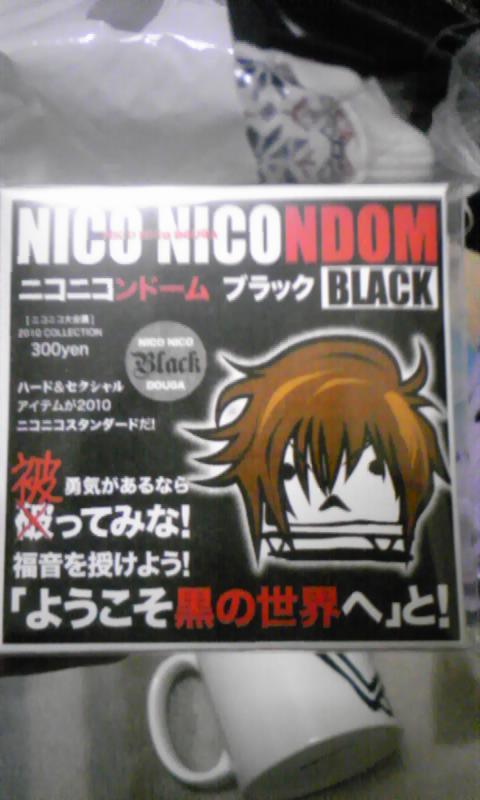 NICO NICONDOM
ニコニコンドーム ブラック BLACK
[ニコニコ大会議]
2010 COLLECTION
300yen
NICO NICO
Black
DOUGA
ハード&セクシャル
アイテムが2010
ニコニコスタンダードだ!
勇気があるなら
被ってみな!
福音を授けよう!
「ようこそ黒の世界へ」と!